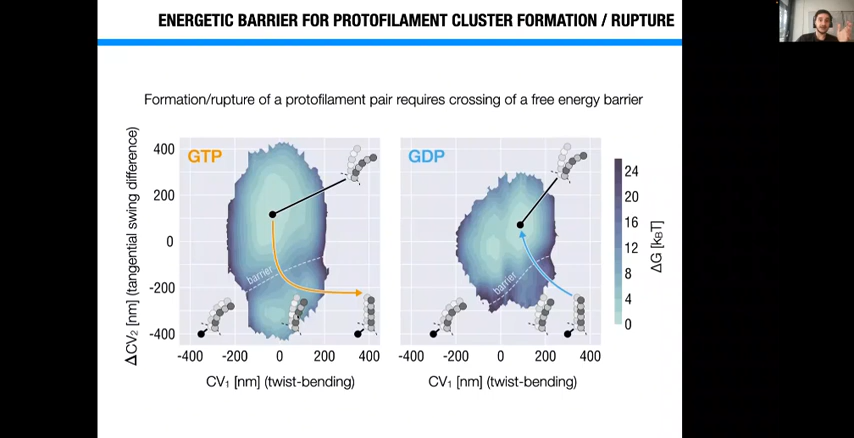 ENERGETIC BARRIER FOR PROTOFILAMENT CLUSTER FORMATION / RUPTURE
Formation/rupture of a protofilament pair requires crossing of a free energy barrier
ΔCV₂ [nm] (tangential swing difference)
400
200
0
-200
-400
GTP
barrier
-400 -200 0 200 400
CV₁ [nm] (twist-bending)
GDP
barrier
-400 -200 0 200 400
CV₁ [nm] (twist-bending)
24
20
16
12
8
4
0
ΔG [kBT]